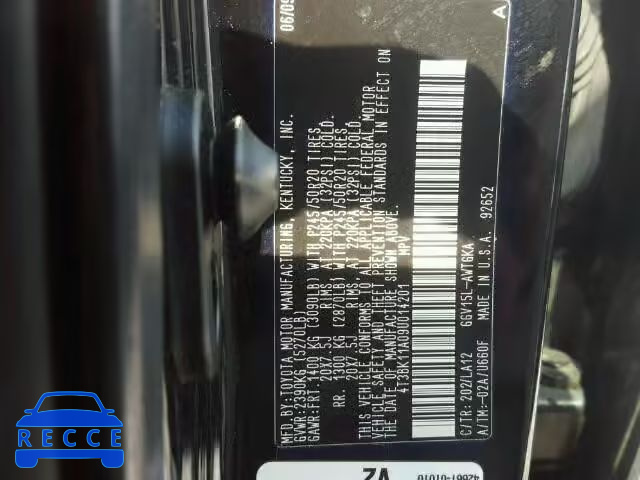 MFD. BY: TOYOTA MOTOR MANUFACTURING, KENTUCKY, INC. 06/09
GVWR: 2390KG (5270LB)
GAWR: FRT. 1400 KG (3090LB) WITH P245/50R20 TIRES,
20X7.5J RIMS, AT 220KPA (32PSI) COLD.
RR. 1300 KG (2870LB) WITH P245/50R20 TIRES,
20X7.5J RIMS, AT 220KPA (32PSI) COLD.
THIS VEHICLE CONFORMS TO ALL APPLICABLE FEDERAL MOTOR
VEHICLE SAFETY AND THEFT PREVENTION STANDARDS IN EFFECT ON
THE DATE OF MANUFACTURE SHOWN ABOVE.
4T3BK11A09U014201 MPV
A
C/TR: 202/LA12 GGV15L-AWTGKA
A/TM: -02A/U660F MADE IN U.S.A. 92652
VZ
42661-0T010
RECCE